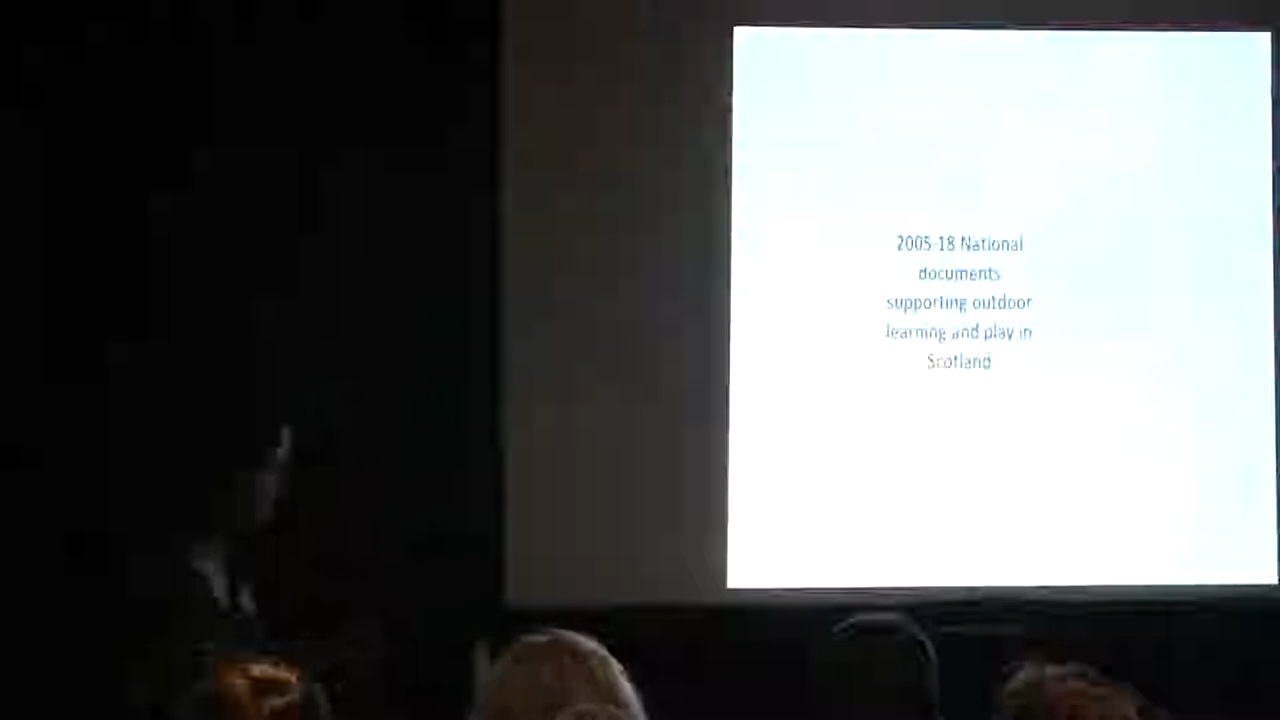 2005-18 National
documents
supporting outdoor
learning and play in
Scotland